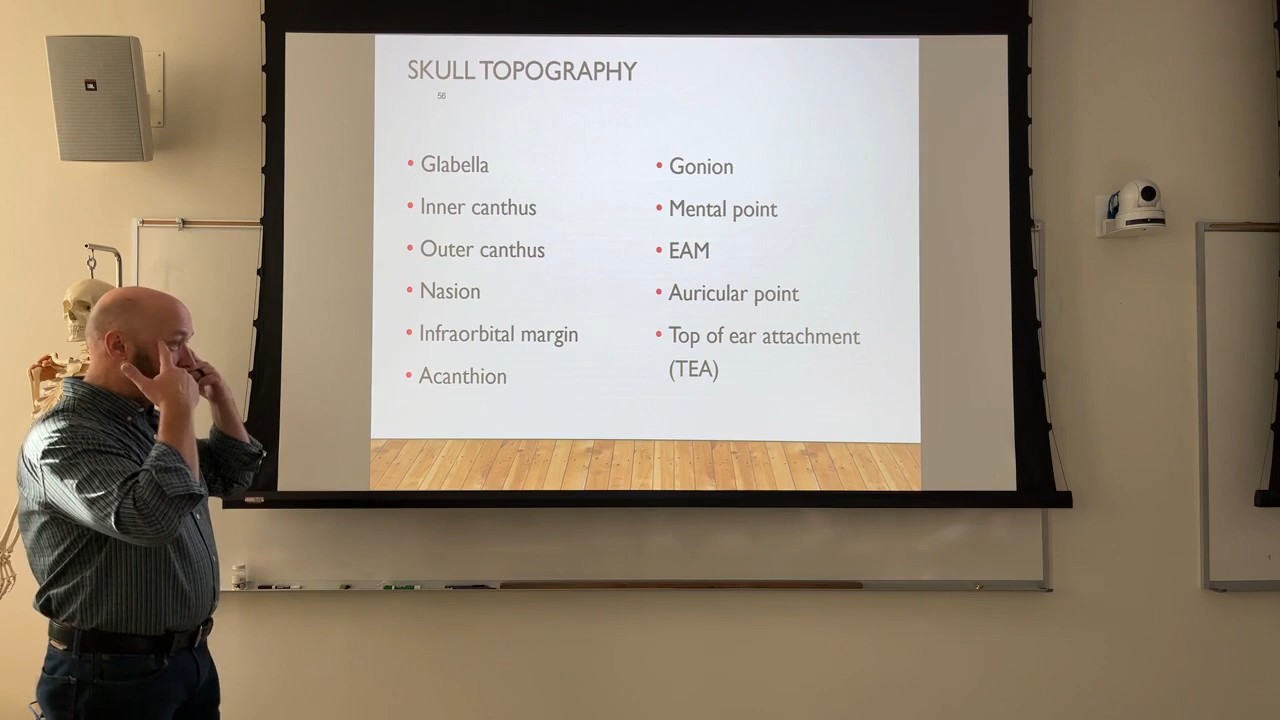 SKULL TOPOGRAPHY
56
• Glabella
• Inner canthus
• Outer canthus
• Nasion
• Infraorbital margin
• Acanthion
• Gonion
• Mental point
• EAM
• Auricular point
• Top of ear attachment
(TEA)
JBL